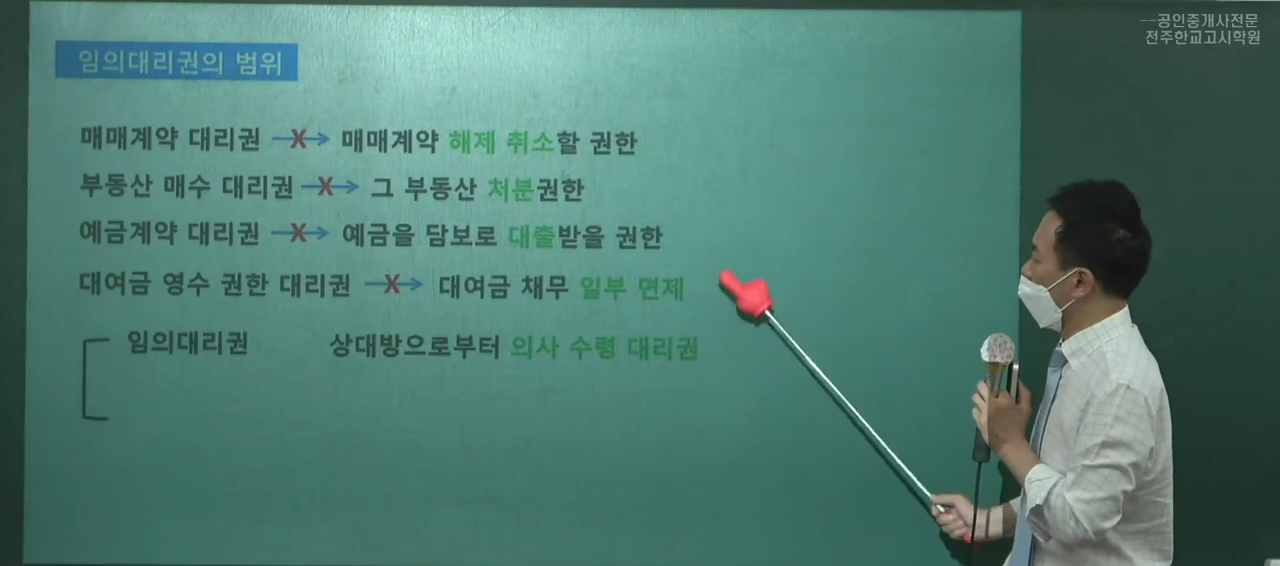 --공인중개사전문
전주한교고시학원
임의대리권의 범위
매매계약 대리권 X→ 매매계약 해제 취소할 권한
부동산 매수 대리권 X→ 그 부동산 처분권한
예금계약 대리권 X→ 예금을 담보로 대출받을 권한
대여금 영수 권한 대리권 X→ 대여금 채무 일부 면제
임의대리권 상대방으로부터 의사 수령 대리권